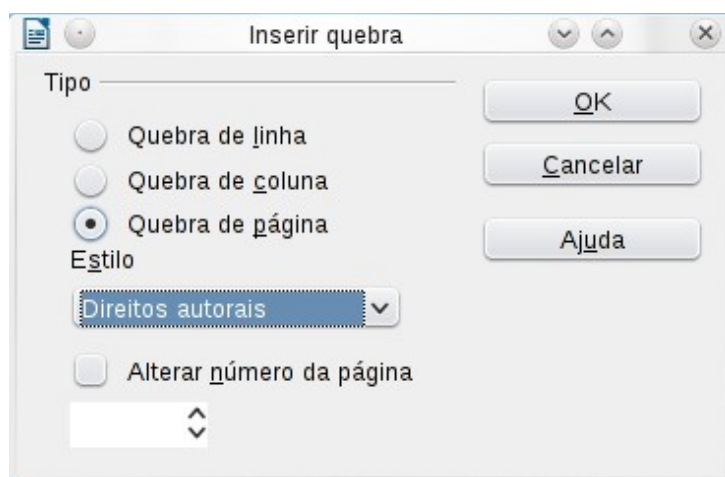 Inserir quebra
Tipo
Quebra de linha
Quebra de coluna
Quebra de página
Estilo
Direitos autorais
Alterar número da página
OK
Cancelar
Ajuda